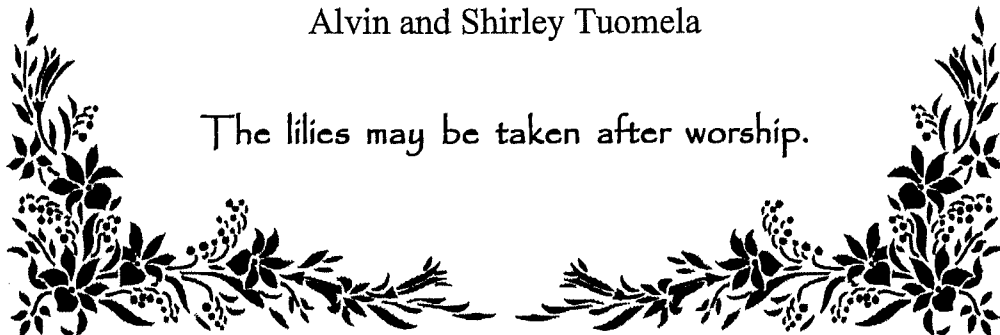 Alvin and Shirley Tuomela
The lilies may be taken after worship.